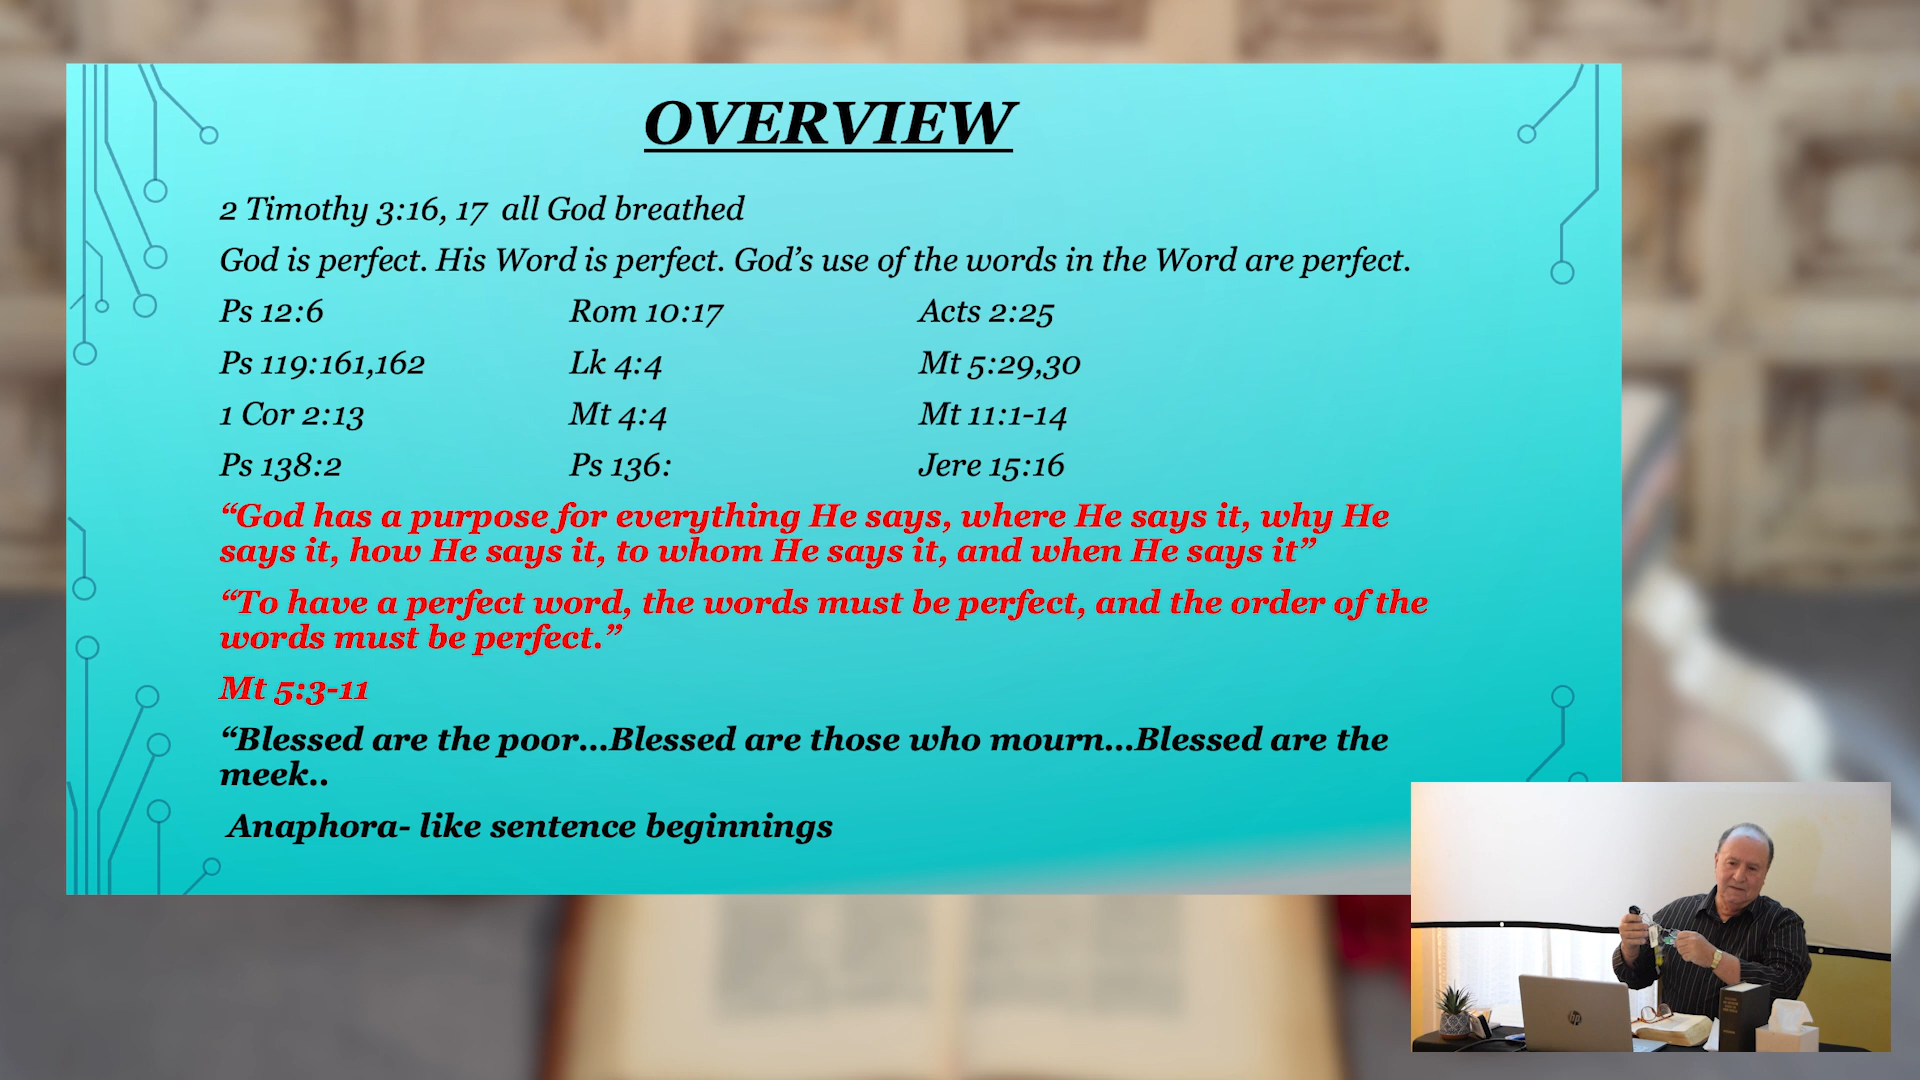 OVERVIEW
2 Timothy 3:16, 17 all God breathed
God is perfect. His Word is perfect. God’s use of the words in the Word are perfect.
Ps 12:6 Rom 10:17 Acts 2:25
Ps 119:161,162 Lk 4:4 Mt 5:29,30
1 Cor 2:13 Mt 4:4 Mt 11:1-14
Ps 138:2 Ps 136: Jere 15:16
“God has a purpose for everything He says, where He says it, why He
says it, how He says it, to whom He says it, and when He says it”
“To have a perfect word, the words must be perfect, and the order of the
words must be perfect.”
Mt 5:3-11
“Blessed are the poor...Blessed are those who mourn...Blessed are the
meek..
Anaphora- like sentence beginnings
hp